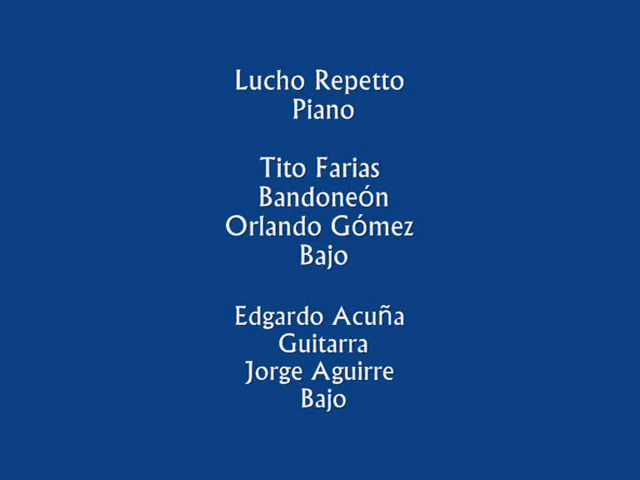 Lucho Repetto
Piano
Tito Farias
Bandoneón
Orlando Gómez
Bajo
Edgardo Acuña
Guitarra
Jorge Aguirre
Bajo